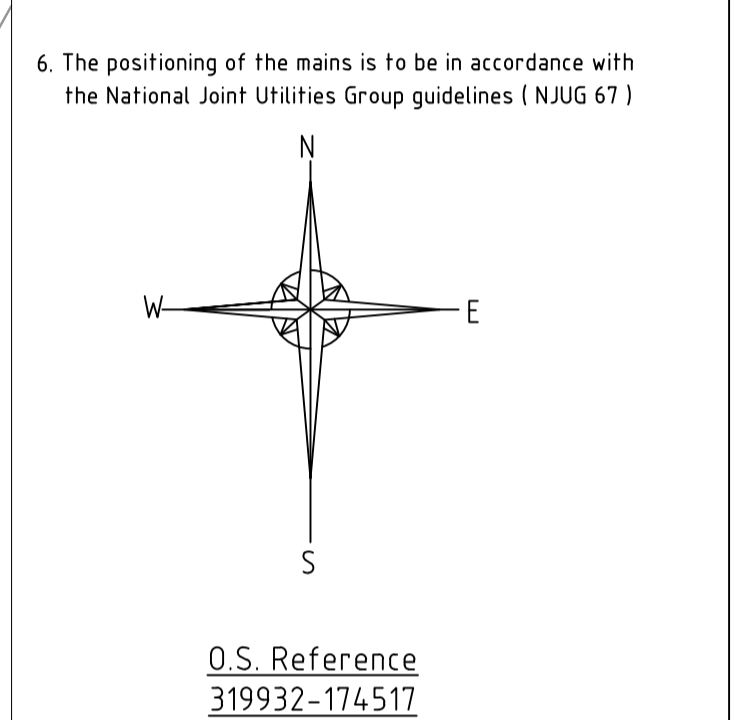 6. The positioning of the mains is to be in accordance with
the National Joint Utilities Group guidelines ( NJUG 67 )
N
W
E
S
O.S. Reference
319932-174517